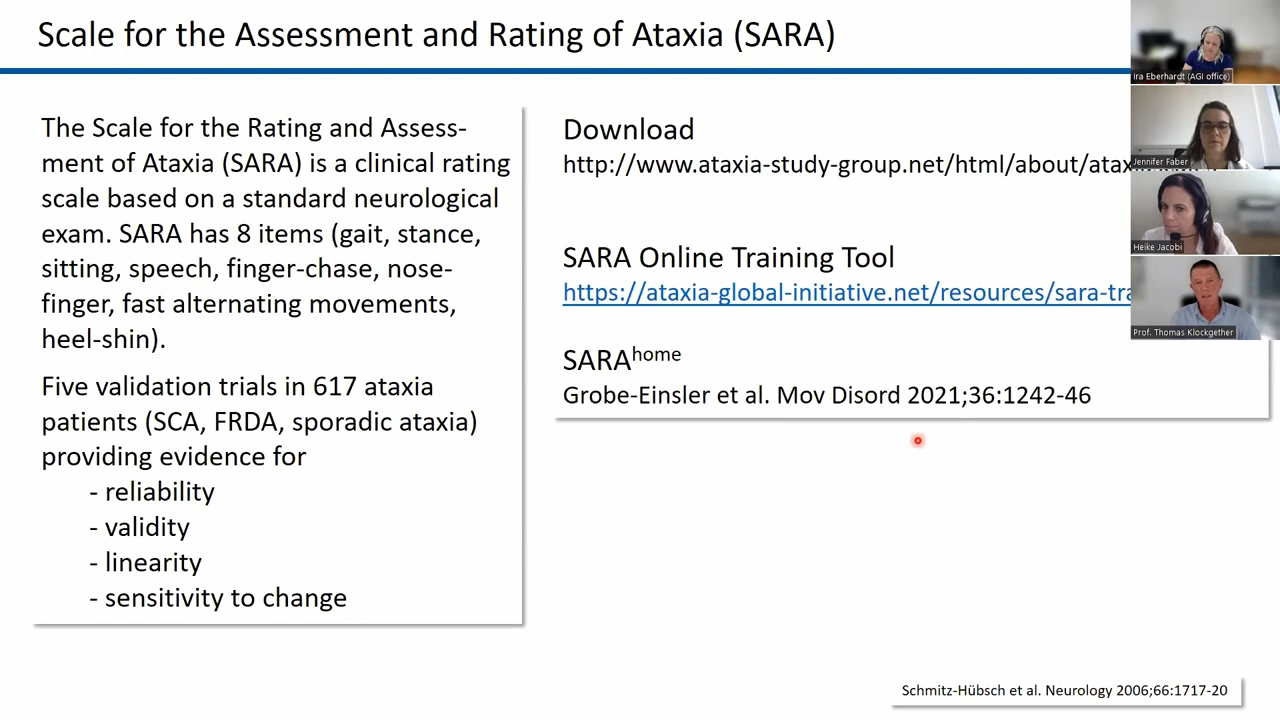 Scale for the Assessment and Rating of Ataxia (SARA)
The Scale for the Rating and Assess-
ment of Ataxia (SARA) is a clinical rating
scale based on a standard neurological
exam. SARA has 8 items (gait, stance,
sitting, speech, finger-chase, nose-
finger, fast alternating movements,
heel-shin).
Five validation trials in 617 ataxia
patients (SCA, FRDA, sporadic ataxia)
providing evidence for
- reliability
- validity
- linearity
- sensitivity to change
Download
http://www.ataxia-study-group.net/html/about/atax
SARA Online Training Tool
https://ataxia-global-initiative.net/resources/sara-tra
SARAhome
Grobe-Einsler et al. Mov Disord 2021;36:1242-46
Schmitz-Hübsch et al. Neurology 2006;66:1717-20
Ira Eberhardt (AGI office)
Jennifer Faber
Heike Jacobi
Prof. Thomas Klockgether